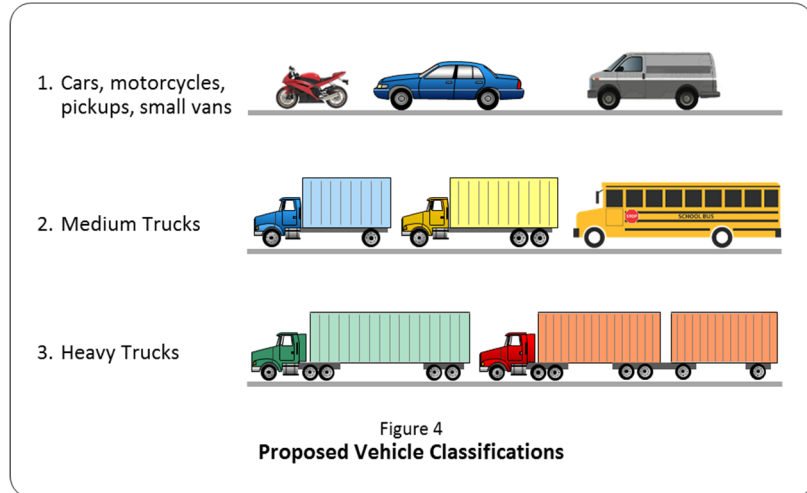 1. Cars, motorcycles,
pickups, small vans
2. Medium Trucks
STOP
SCHOOL BUS
3. Heavy Trucks
Figure 4
Proposed Vehicle Classifications